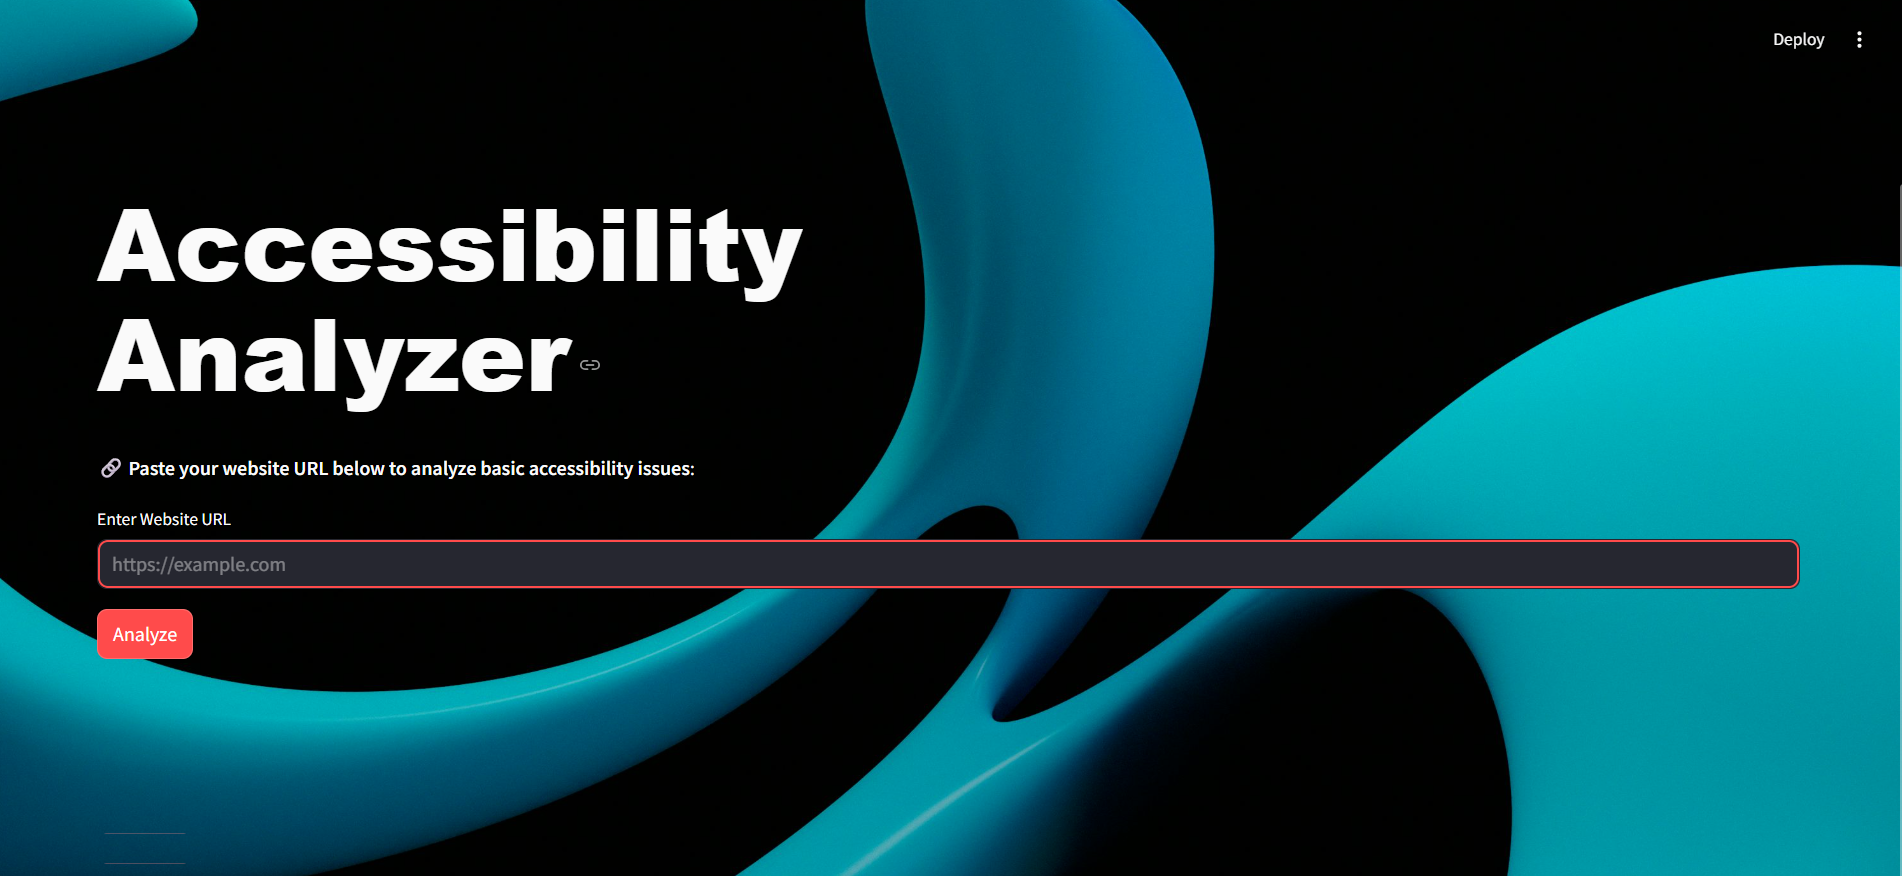 Deploy
Accessibility
Analyzer
Paste your website URL below to analyze basic accessibility issues:
Enter Website URL
https://example.com
Analyze